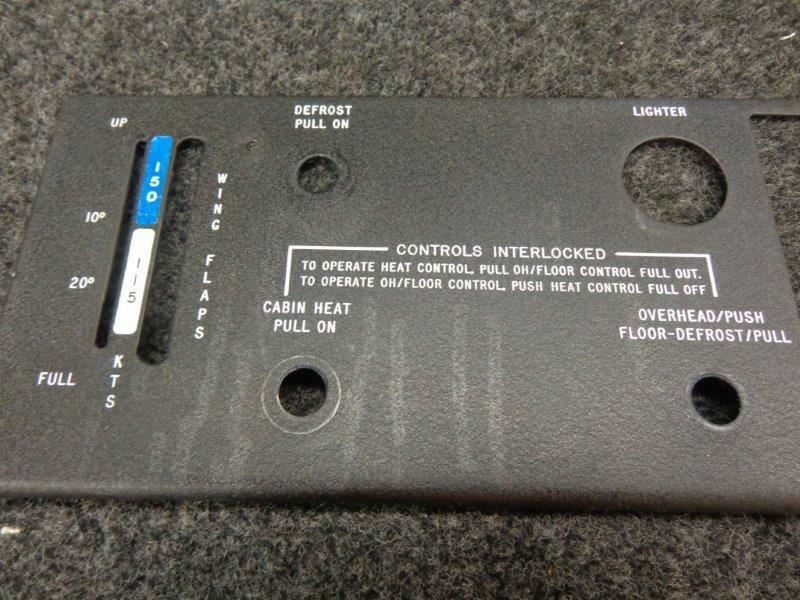 UP
150
10°
115
20°
FULL
KTS
WING FLAPS
DEFROST
PULL ON
LIGHTER
CONTROLS INTERLOCKED
TO OPERATE HEAT CONTROL, PULL OH/FLOOR CONTROL FULL OUT.
TO OPERATE OH/FLOOR CONTROL, PUSH HEAT CONTROL FULL OFF
CABIN HEAT
PULL ON
OVERHEAD/PUSH
FLOOR-DEFROST/PULL